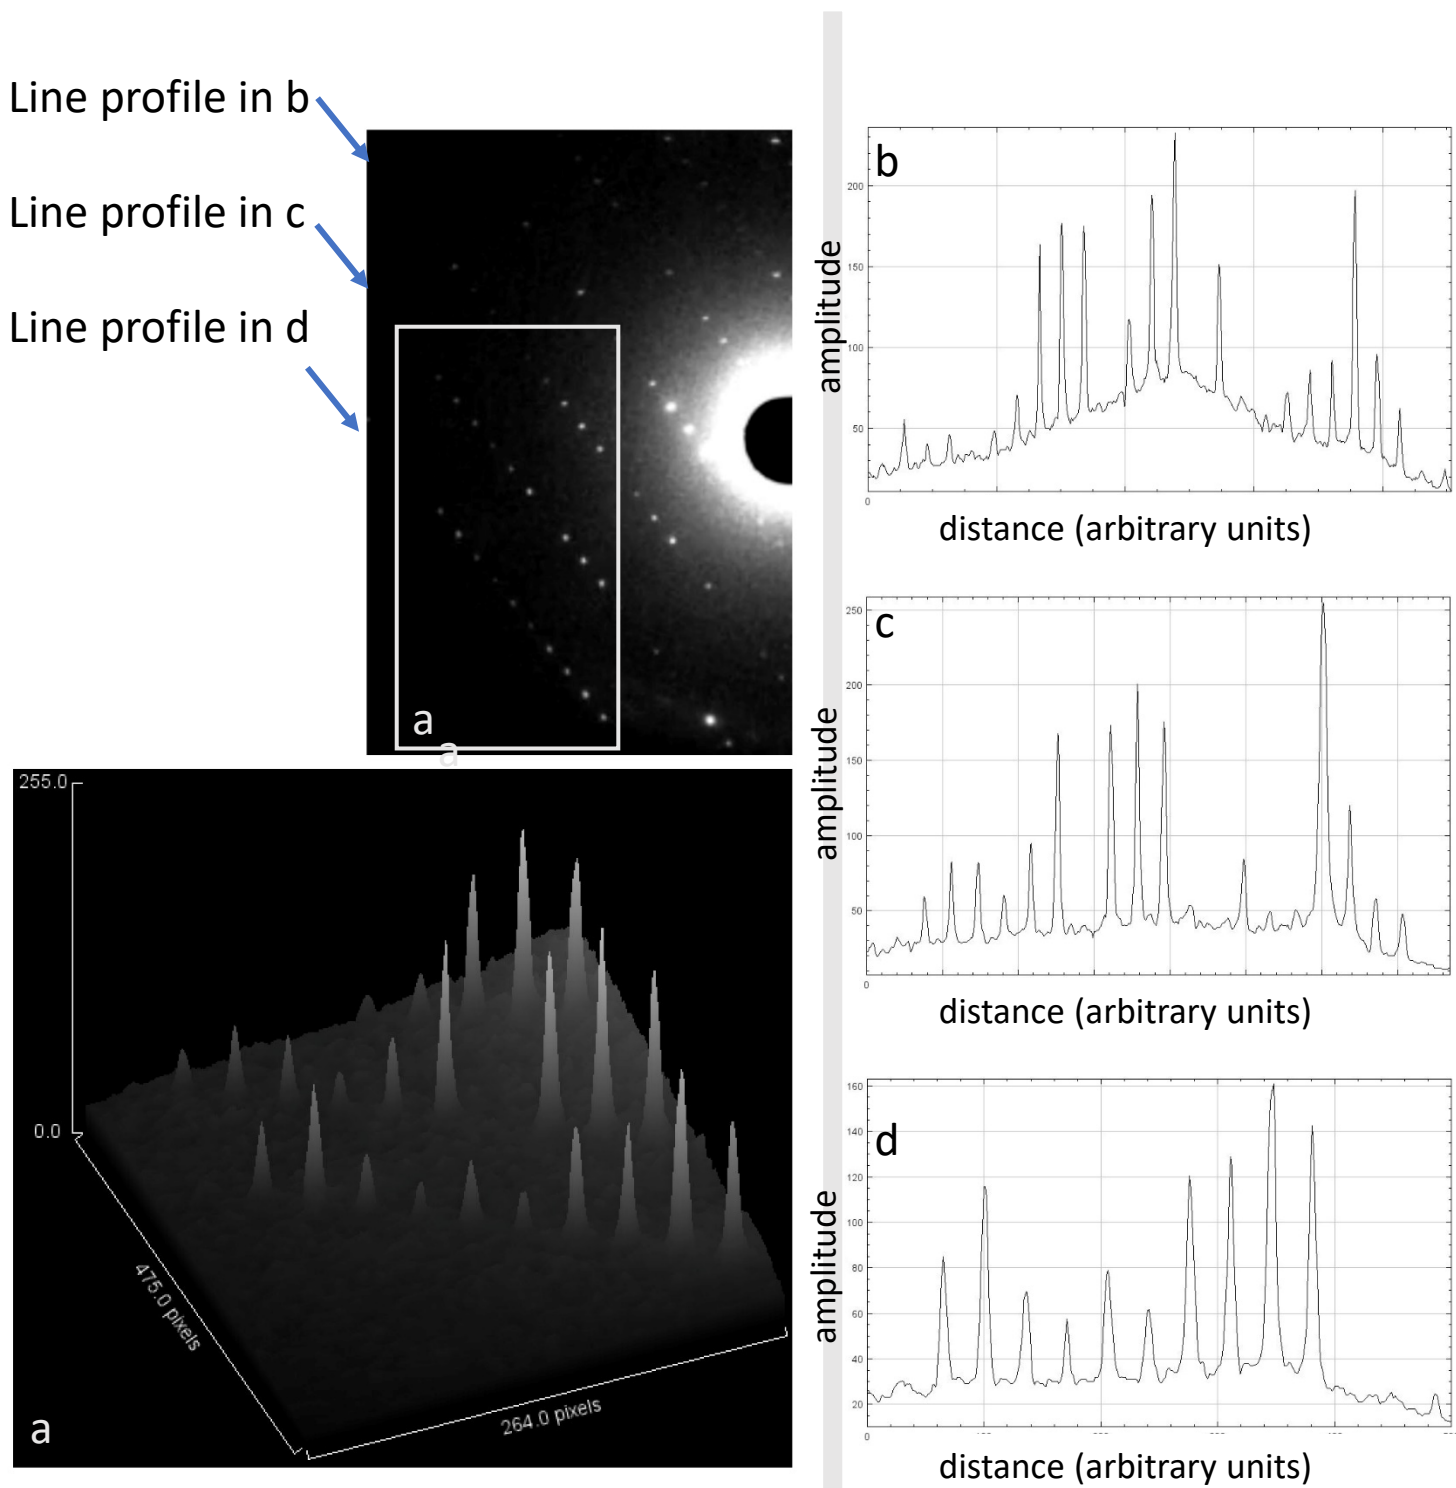 Line profile in b
Line profile in c
Line profile in d
a
a
255.0
0.0
475.0 pixels
264.0 pixels
a
b
amplitude
200
150
100
50
0
distance (arbitrary units)
c
amplitude
250
200
150
100
50
0
distance (arbitrary units)
d
amplitude
160
140
120
100
80
60
40
20
0
distance (arbitrary units)